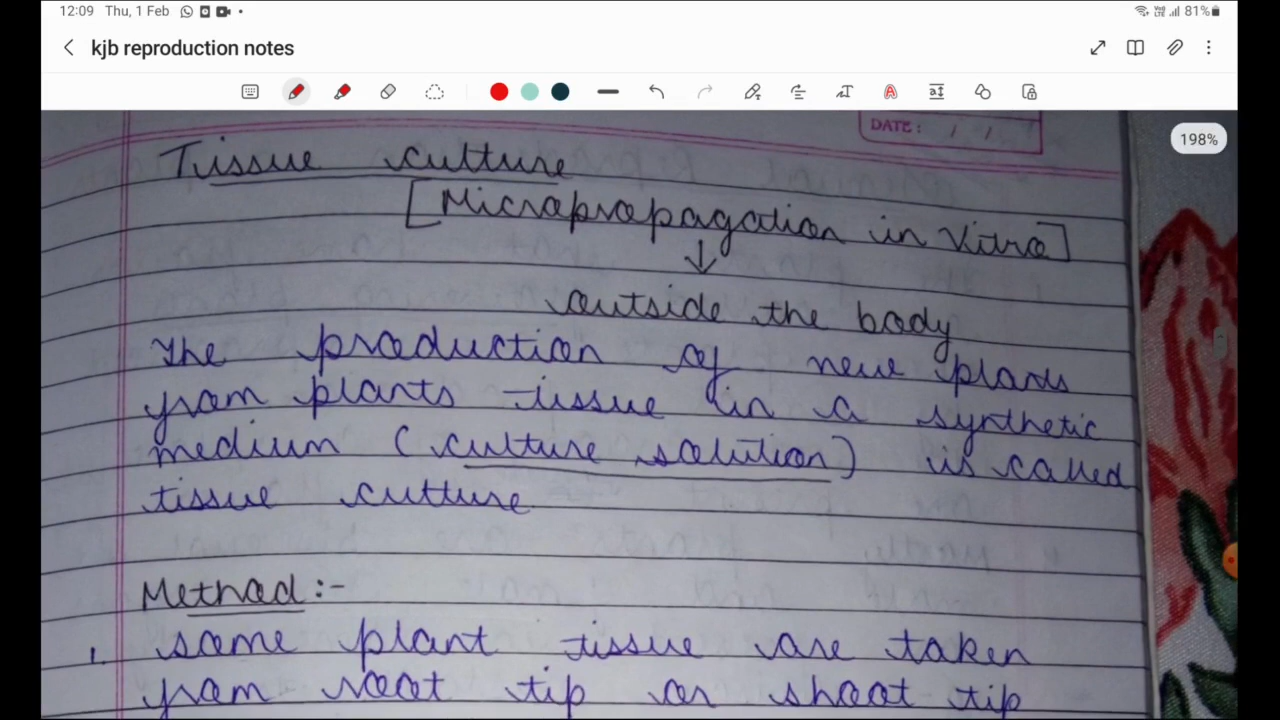 12:09 Thu, 1 Feb
81%
kjb reproduction notes
DATE: / /
198%
Tissue culture
[Micropropagation in Vitro]
↓
outside the body
The production of new plants
from plants tissue in a synthetic
medium (culture solution) is called
tissue cutture
Method :-
1. some plant tissue are taken
from root tip or shoot tip